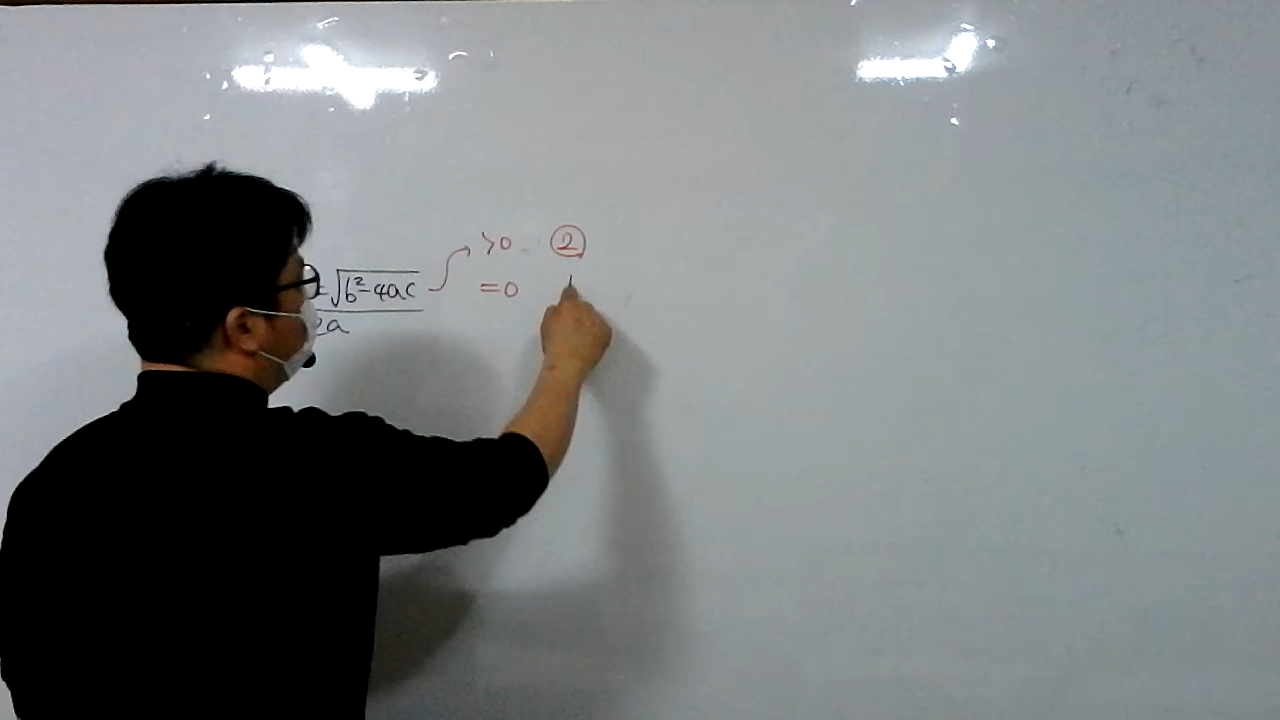 >0 ②
=0
√b²-4ac
2a